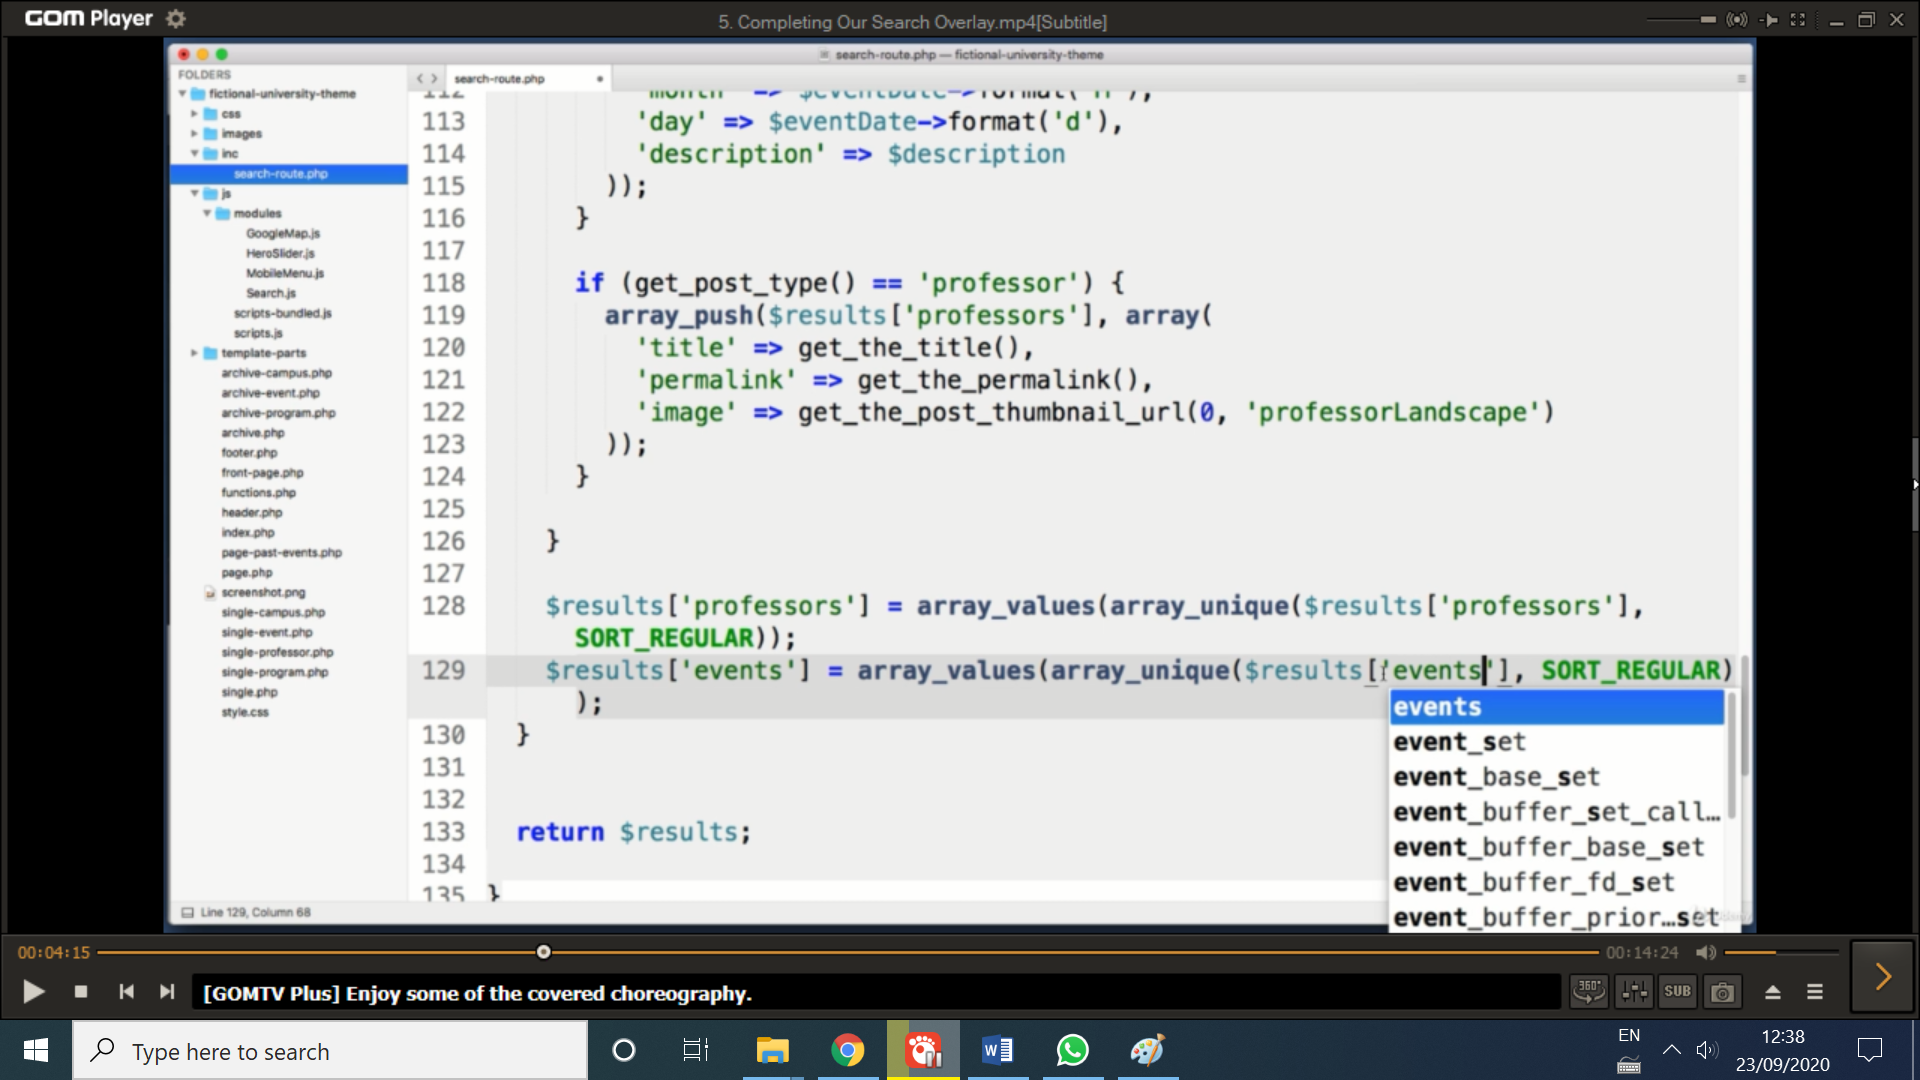 GOM Player
5. Completing Our Search Overlay.mp4[Subtitle]
search-route.php — fictional-university-theme
FOLDERS
fictional-university-theme
css
images
inc
search-route.php
js
modules
GoogleMap.js
HeroSlider.js
MobileMenu.js
Search.js
scripts-bundled.js
scripts.js
template-parts
archive-campus.php
archive-event.php
archive-program.php
archive.php
footer.php
front-page.php
functions.php
header.php
index.php
page-past-events.php
page.php
screenshot.png
single-campus.php
single-event.php
single-professor.php
single-program.php
single.php
style.css
Line 129, Column 68
search-route.php
112 'month' => $eventDate->format('M'),
113 'day' => $eventDate->format('d'),
114 'description' => $description
115 ));
116 }
117
118 if (get_post_type() == 'professor') {
119 array_push($results['professors'], array(
120 'title' => get_the_title(),
121 'permalink' => get_the_permalink(),
122 'image' => get_the_post_thumbnail_url(0, 'professorLandscape')
123 ));
124 }
125
126 }
127
128 $results['professors'] = array_values(array_unique($results['professors'],
SORT_REGULAR));
129 $results['events'] = array_values(array_unique($results['events'], SORT_REGULAR)
);
130 }
131
132
133 return $results;
134
135 }
events
event_set
event_base_set
event_buffer_set_call…
event_buffer_base_set
event_buffer_fd_set
event_buffer_prior…set
00:04:15
00:14:24
[GOMTV Plus] Enjoy some of the covered choreography.
360°
SUB
Type here to search
EN
12:38
23/09/2020